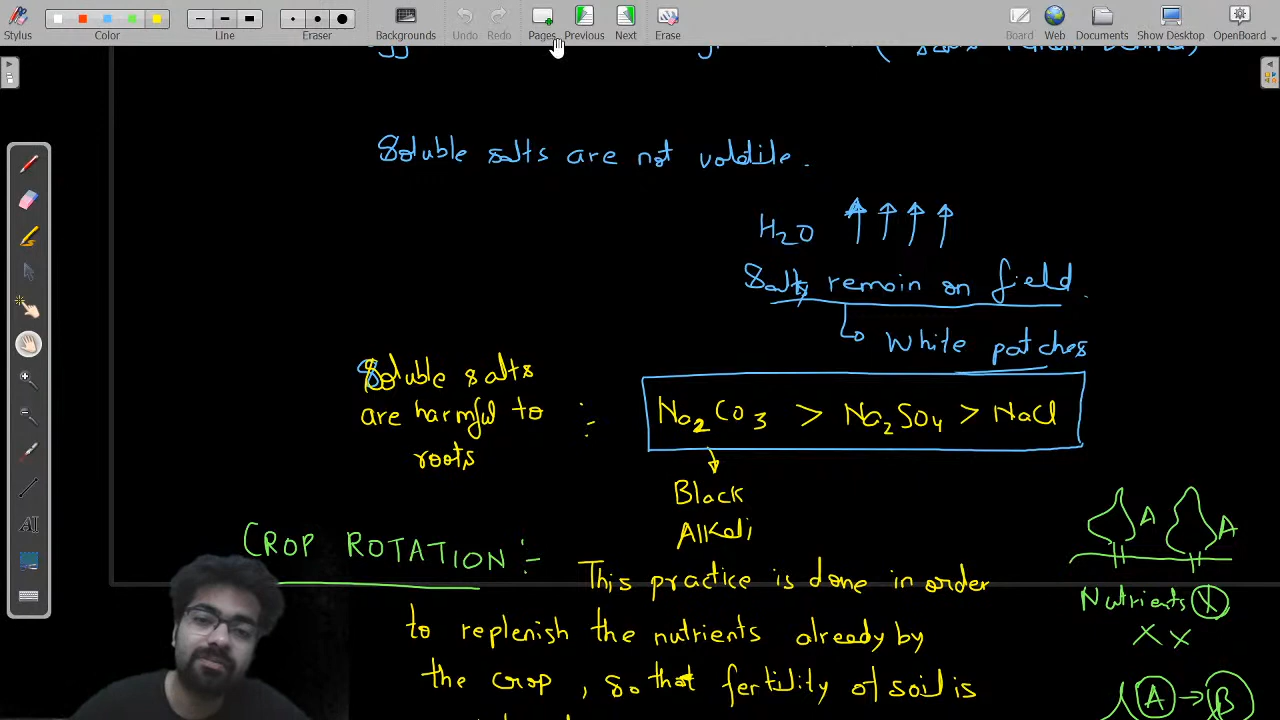 Stylus Color Line Eraser Backgrounds Undo Redo Pages Previous Next Erase Board Web Documents Show Desktop OpenBoard
Soluble salts are not volatile.
H2O
Salts remain on field.
White patches
Soluble salts
are harmful to
roots
:-
Na2CO3 > Na2SO4 > NaCl
Black
Alkali
A A
CROP ROTATION :-
This practice is done in order
Nutrients X
X X
to replenish the nutrients already by
the crop, so that fertility of soil is
A → B